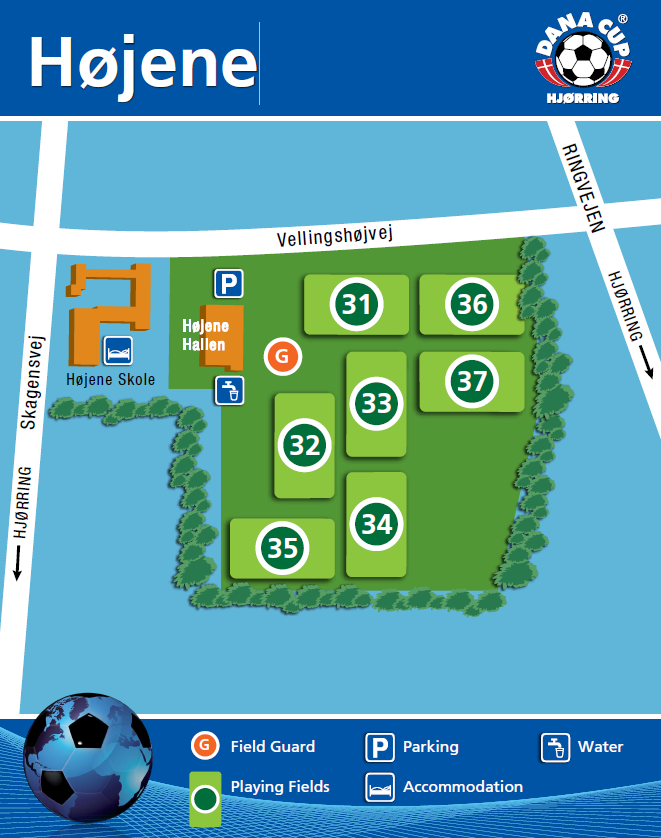 Højene
DANA CUP ®
HJØRRING
RINGVEJEN
Vellingshøjvej
HJØRRING
P
31
36
Højene
Hallen
G
Skagensvej
Højene Skole
37
33
32
HJØRRING
34
35
G Field Guard
P Parking
Water
Playing Fields
Accommodation